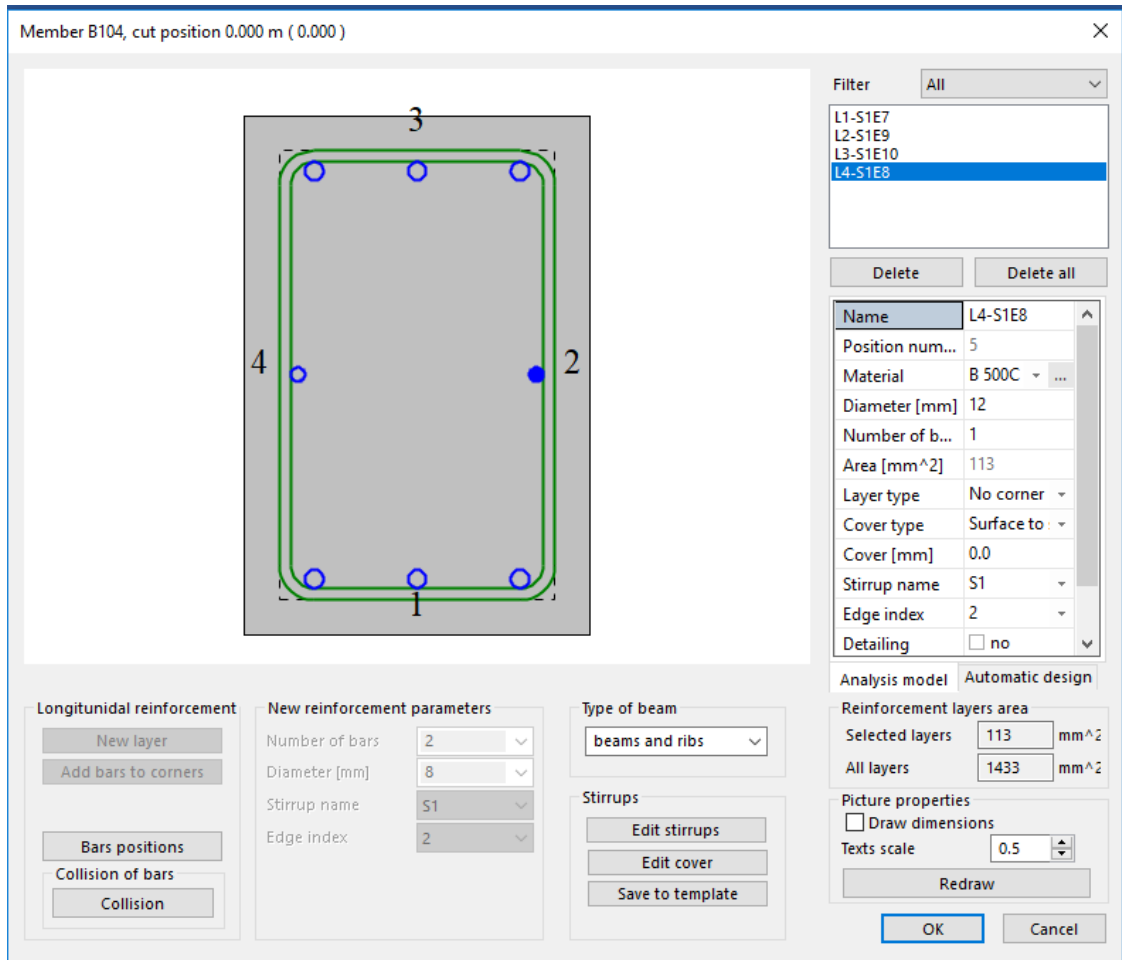 Member B104, cut position 0.000 m ( 0.000 )
3
4
2
1
Filter All
L1-S1E7
L2-S1E9
L3-S1E10
L4-S1E8
Delete Delete all
Name L4-S1E8
Position num... 5
Material B 500C ...
Diameter [mm] 12
Number of b... 1
Area [mm^2] 113
Layer type No corner
Cover type Surface to
Cover [mm] 0.0
Stirrup name S1
Edge index 2
Detailing no
Analysis model Automatic design
Longitunidal reinforcement
New layer
Add bars to corners
Bars positions
Collision of bars
Collision
New reinforcement parameters
Number of bars 2
Diameter [mm] 8
Stirrup name S1
Edge index 2
Type of beam
beams and ribs
Stirrups
Edit stirrups
Edit cover
Save to template
Reinforcement layers area
Selected layers 113 mm^2
All layers 1433 mm^2
Picture properties
Draw dimensions
Texts scale 0.5
Redraw
OK Cancel